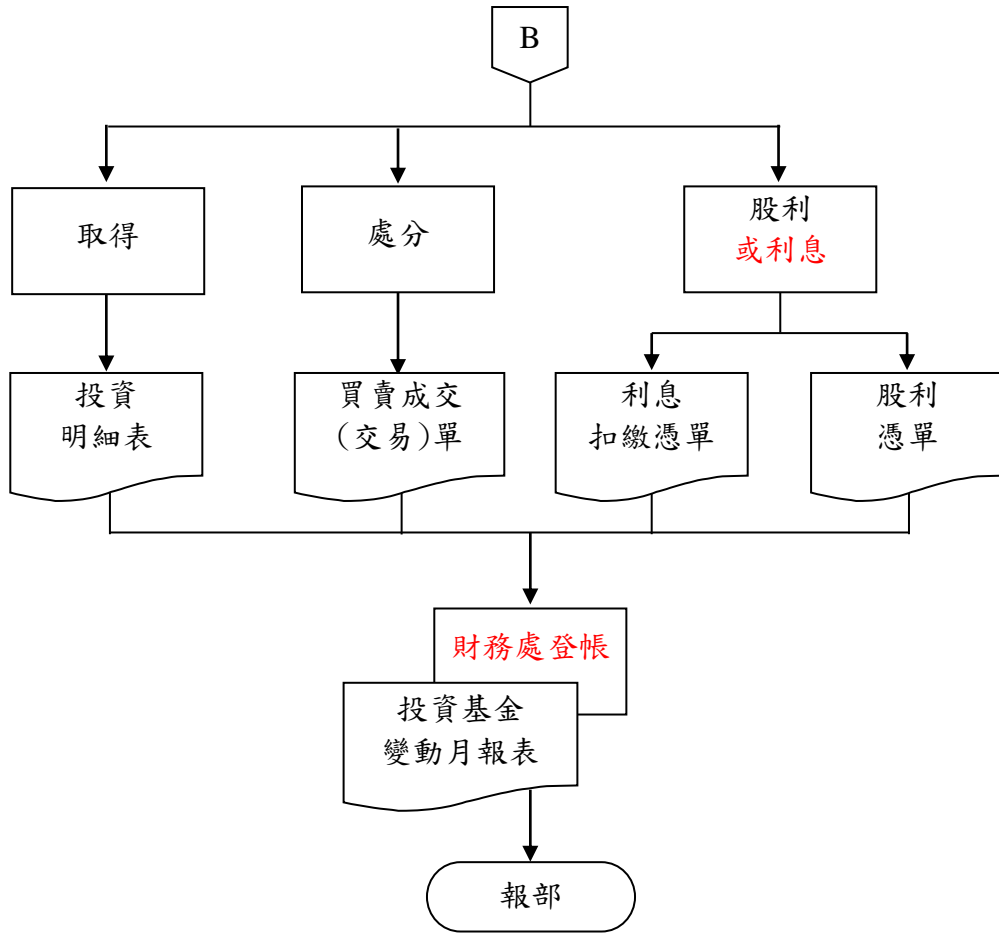 B
取得
處分
股利
或利息
投資
明細表
買賣成交
(交易)單
利息
扣繳憑單
股利
憑單
財務處登帳
投資基金
變動月報表
報部